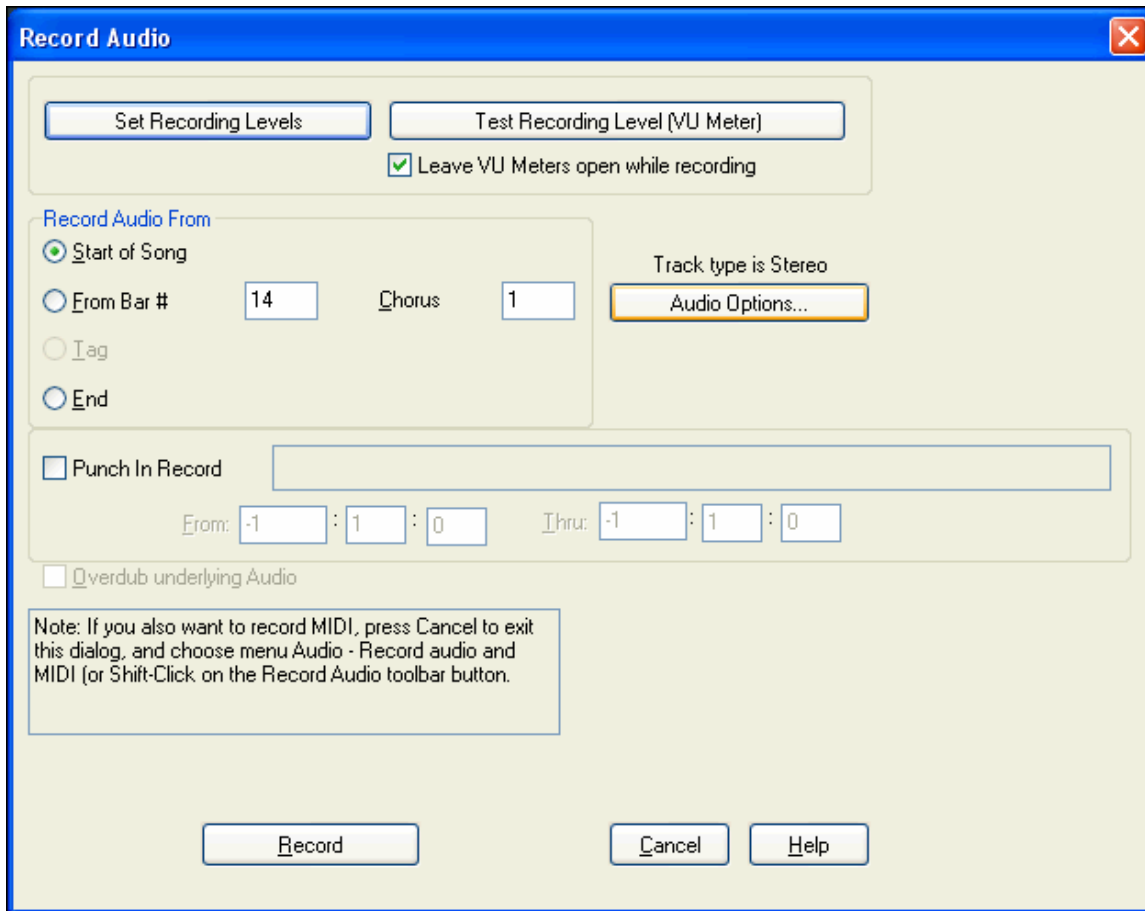 Record Audio
Set Recording Levels
Test Recording Level (VU Meter)
Leave VU Meters open while recording
Record Audio From
Start of Song
From Bar # 14 Chorus 1
Tag
End
Track type is Stereo
Audio Options...
Punch In Record
From: -1 : 1 : 0 Thru: -1 : 1 : 0
Overdub underlying Audio
Note: If you also want to record MIDI, press Cancel to exit
this dialog, and choose menu Audio - Record audio and
MIDI (or Shift-Click on the Record Audio toolbar button.
Record Cancel Help